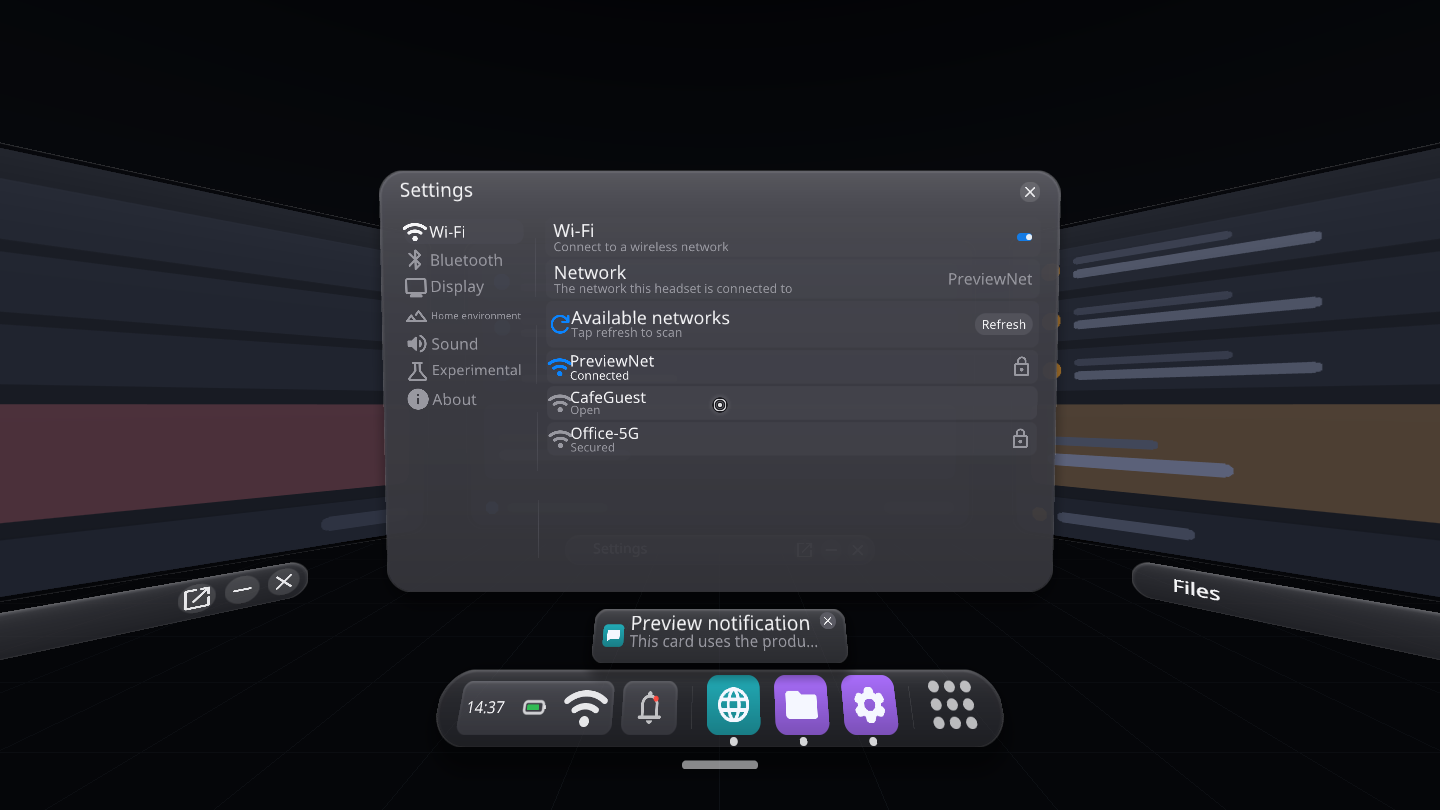 Settings
Wi-Fi
Bluetooth
Display
Home environment
Sound
Experimental
About
Wi-Fi
Connect to a wireless network
Network
The network this headset is connected to
PreviewNet
Available networks
Tap refresh to scan
Refresh
PreviewNet
Connected
CafeGuest
Open
Office-5G
Secured
Settings
Files
Preview notification
This card uses the produ...
14:37